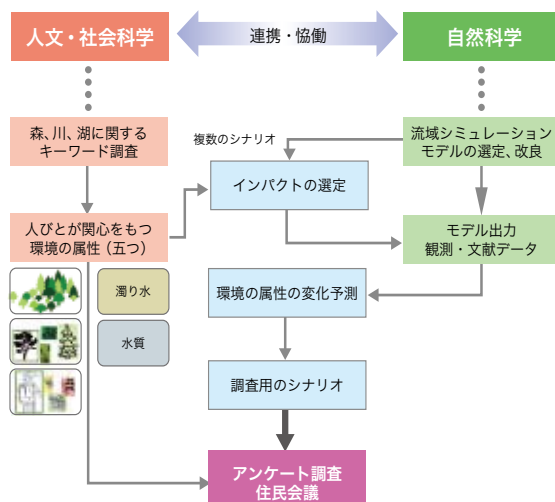 人文・社会科学
連携・恊働
自然科学
森、川、湖に関する
キーワード調査
複数のシナリオ
流域シミュレーション
モデルの選定、改良
インパクトの選定
人びとが関心をもつ
環境の属性（五つ）
モデル出力
観測・文献データ
濁り水
水質
環境の属性の変化予測
調査用のシナリオ
アンケート調査
住民会議